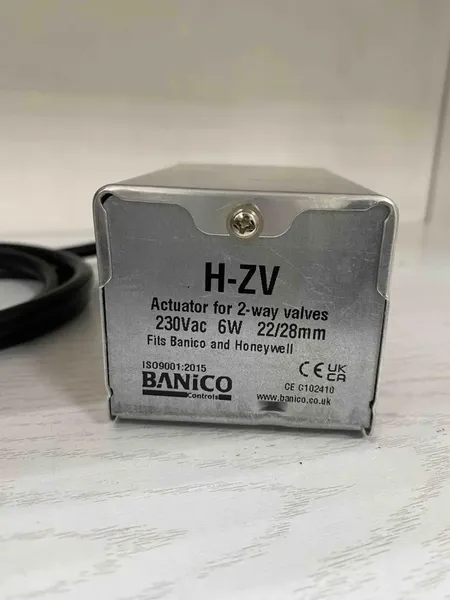 H-ZV
Actuator for 2-way valves
230Vac 6W 22/28mm
Fits Banico and Honeywell
ISO9001:2015
BANiCO
Controls
CE UK
CA
CE G102410
www.banico.co.uk